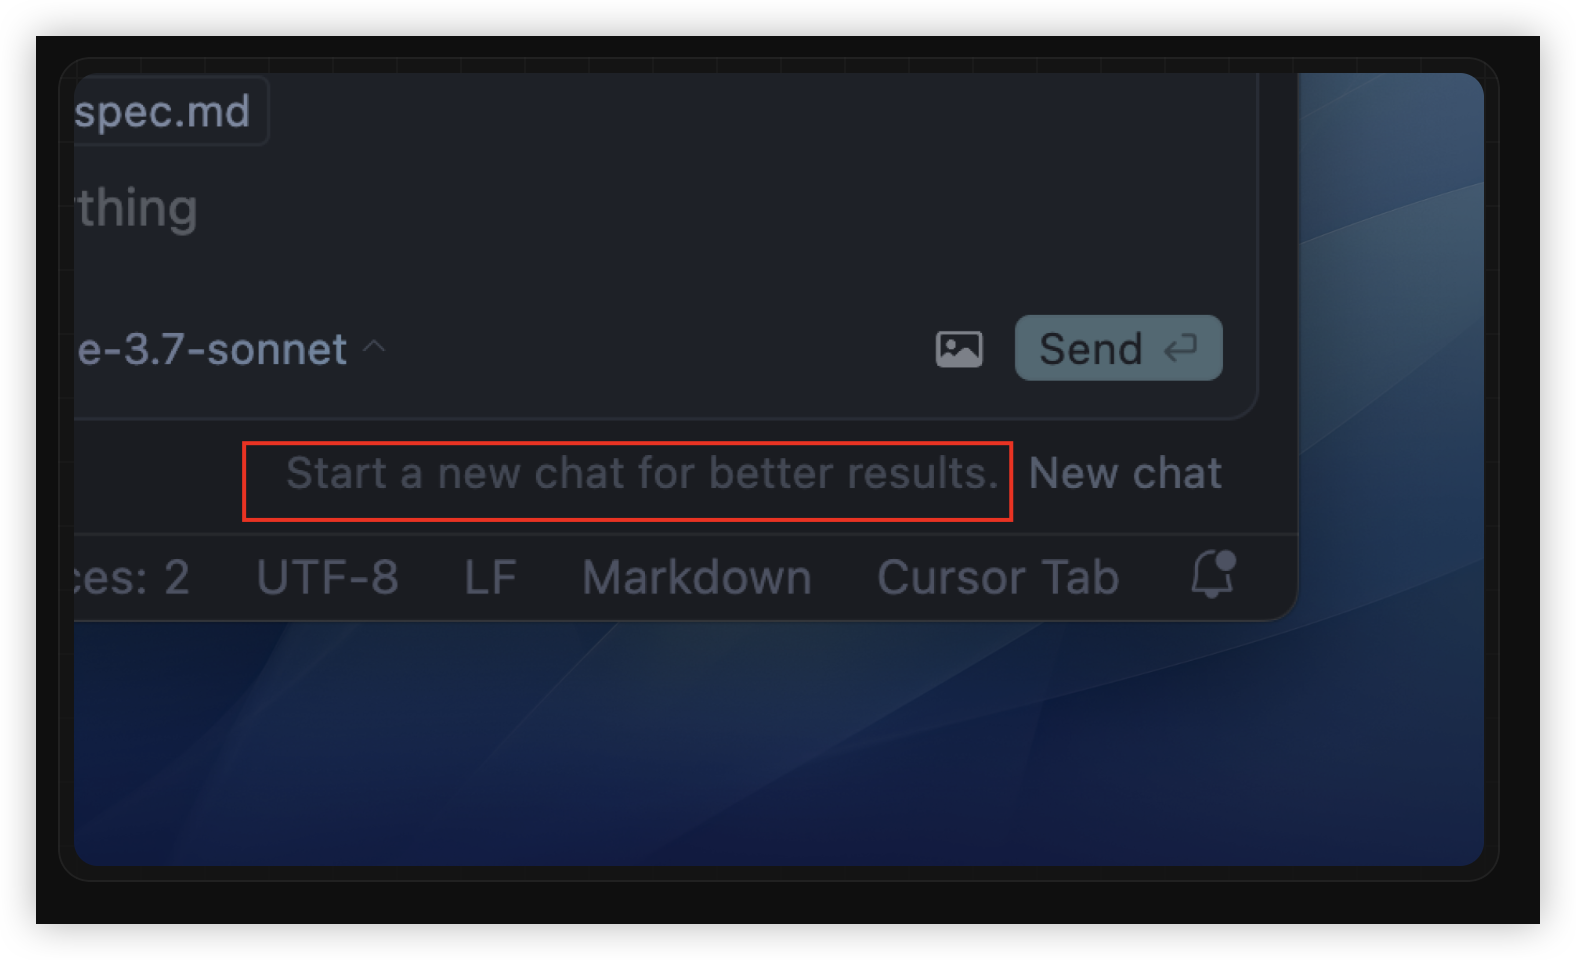 spec.md
thing
e-3.7-sonnet
Send
Start a new chat for better results. New chat
ces: 2 UTF-8 LF Markdown Cursor Tab